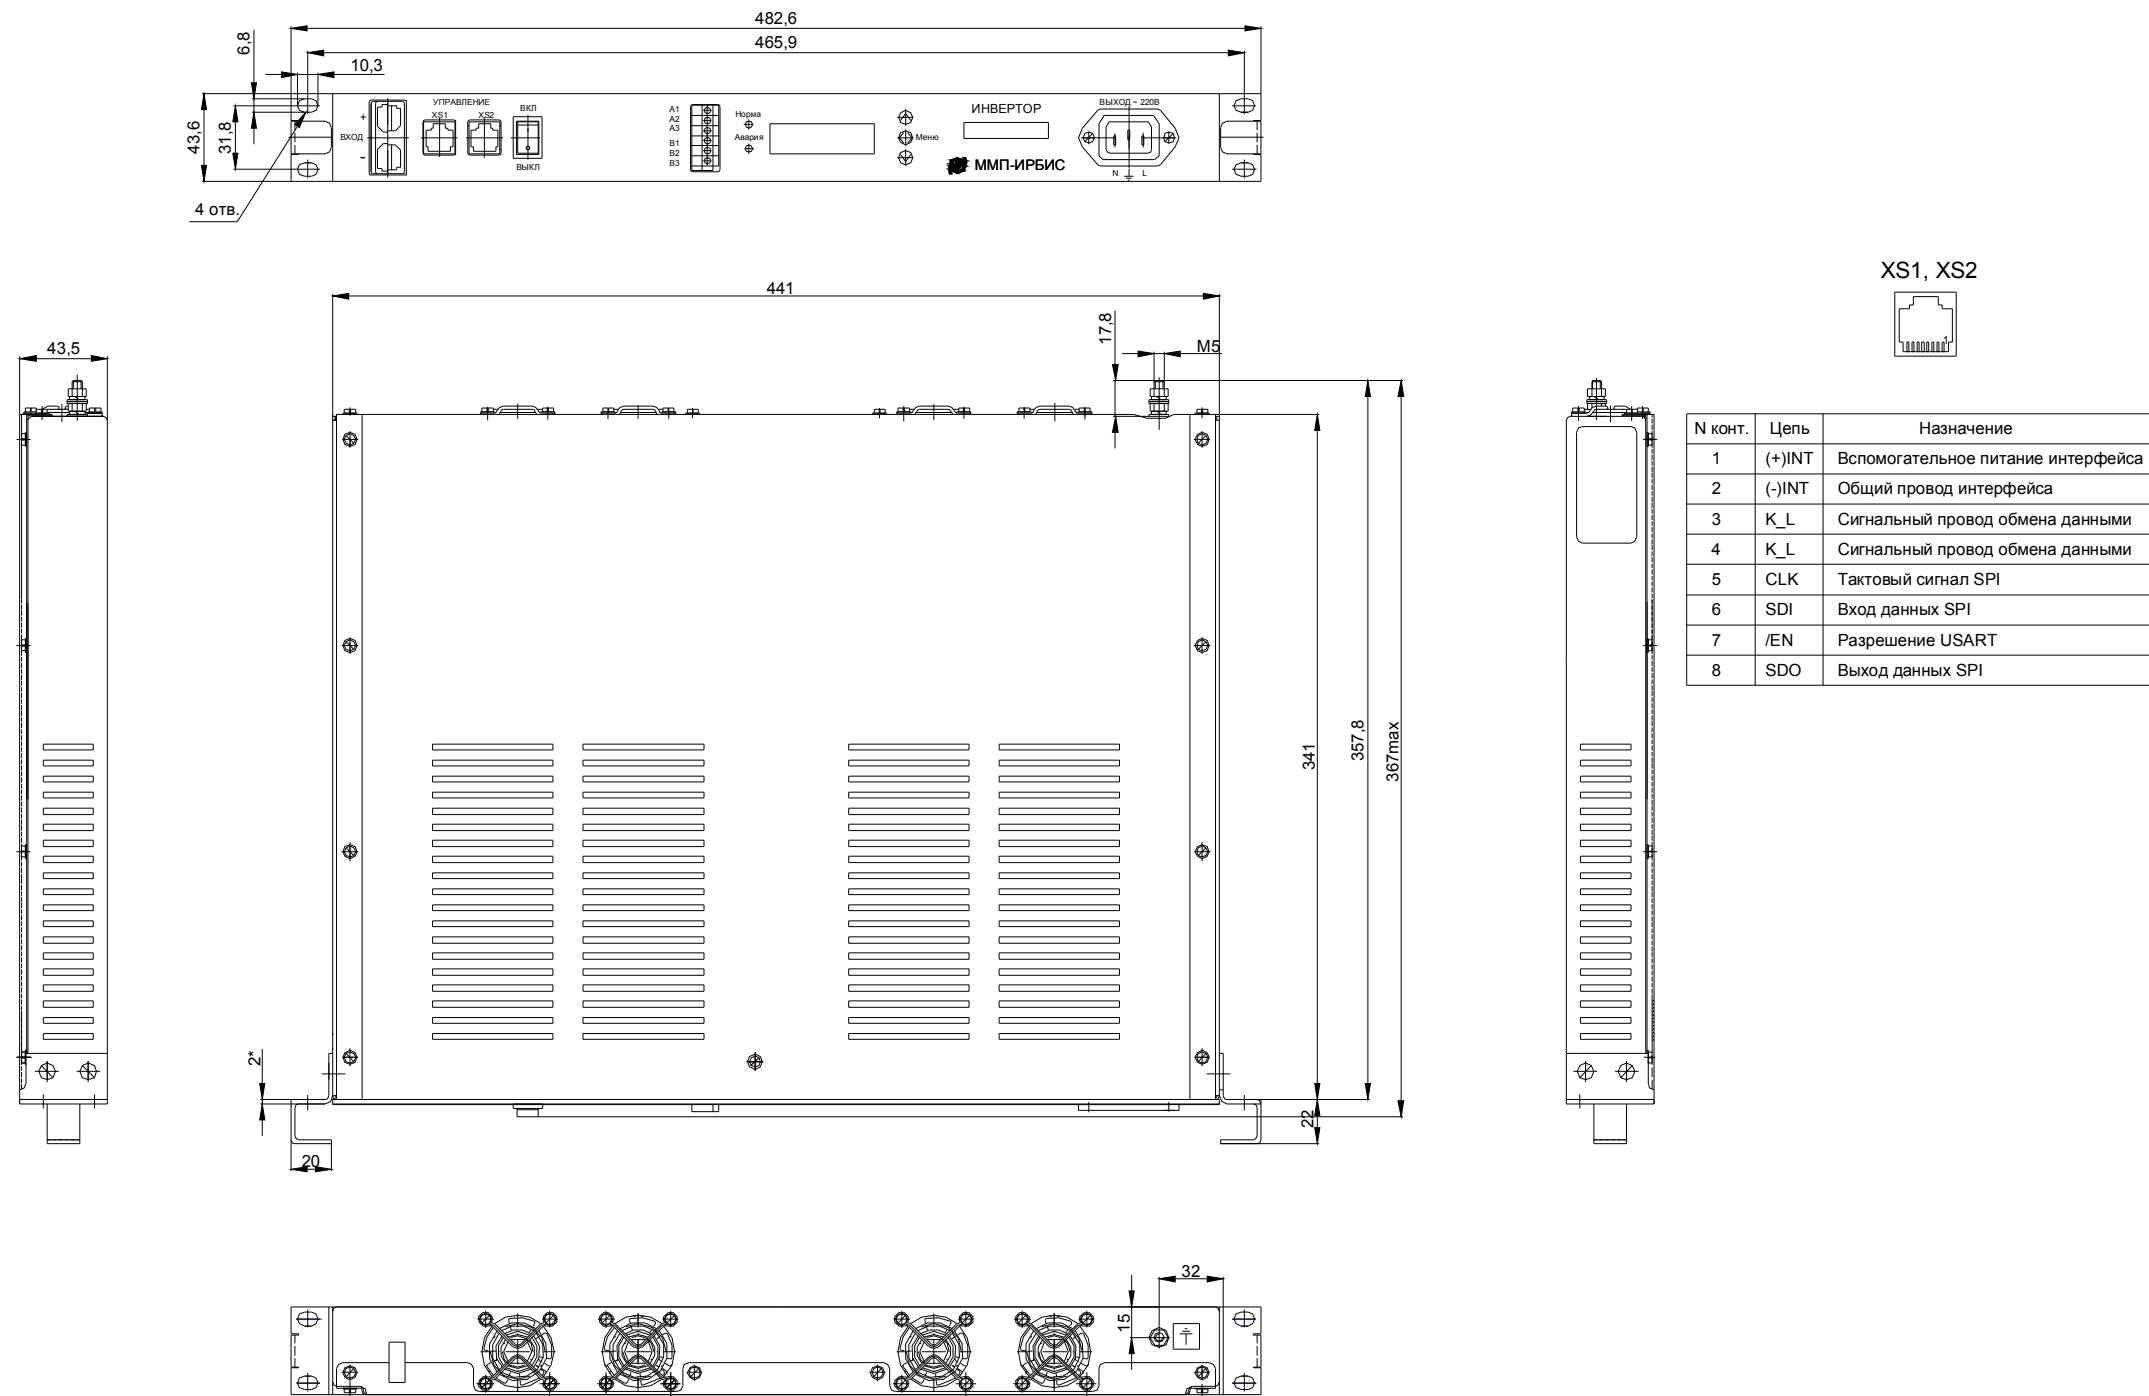 482,6
465,9
6,8
10,3
43,6
31,8
4 отв.
УПРАВЛЕНИЕ
XS1
XS2
ВКЛ
ВЫКЛ
+
ВХОД
-
A1
A2
A3
B1
B2
B3
Норма
Авария
Меню
ИНВЕРТОР
ММП-ИРБИС
ВЫХОД ~ 220В
N
L
XS1, XS2
1
441
17,8
M5
43,5
341
357,8
367max
2*
22
20
N конт. Цепь Назначение
1 (+)INT Вспомогательное питание интерфейса
2 (-)INT Общий провод интерфейса
3 K_L Сигнальный провод обмена данными
4 K_L Сигнальный провод обмена данными
5 CLK Тактовый сигнал SPI
6 SDI Вход данных SPI
7 /EN Разрешение USART
8 SDO Выход данных SPI
32
15